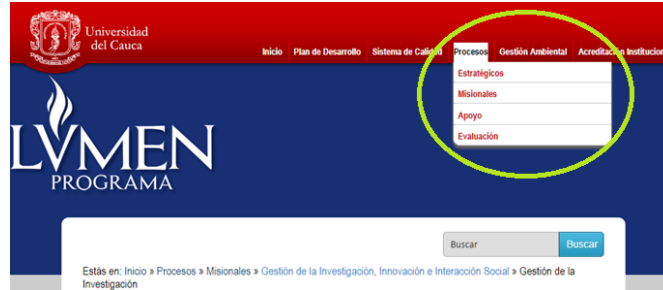 Universidad
del Cauca
Inicio Plan de Desarrollo Sistema de Calidad Procesos Gestión Ambiental Acreditación Institucion
Estratégicos
Misionales
Apoyo
Evaluación
LVMEN
PROGRAMA
Buscar Buscar
Estás en: Inicio » Procesos » Misionales » Gestión de la Investigación, Innovación e Interacción Social » Gestión de la
Investigación